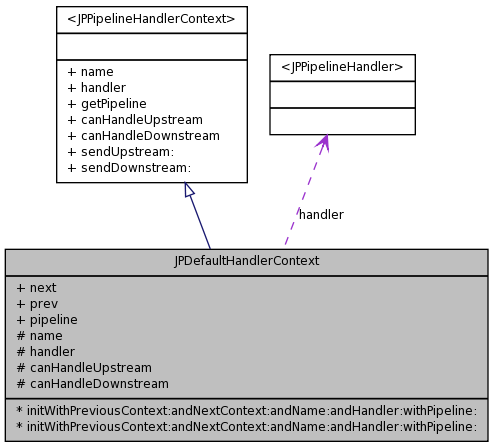 <JPPipelineHandlerContext>
+ name
+ handler
+ getPipeline
+ canHandleUpstream
+ canHandleDownstream
+ sendUpstream:
+ sendDownstream:
<JPPipelineHandler>
handler
JPDefaultHandlerContext
+ next
+ prev
+ pipeline
# name
# handler
# canHandleUpstream
# canHandleDownstream
* initWithPreviousContext:andNextContext:andName:andHandler:withPipeline:
* initWithPreviousContext:andNextContext:andName:andHandler:withPipeline: